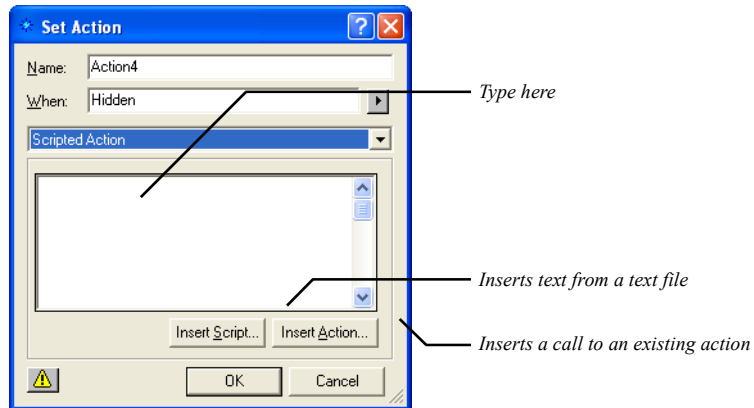 Set Action
Name: Action4
When: Hidden
Type here
Scripted Action
Inserts text from a text file
Insert Script... Insert Action...
Inserts a call to an existing action
OK Cancel